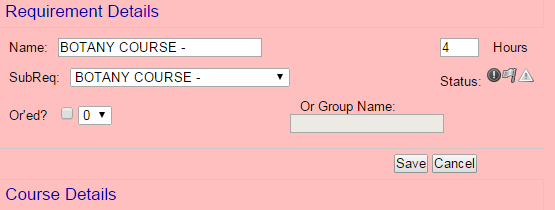 Requirement Details
Name: BOTANY COURSE - 4 Hours
SubReq: BOTANY COURSE - Status:
Or'ed? 0 Or Group Name:
Save Cancel
Course Details